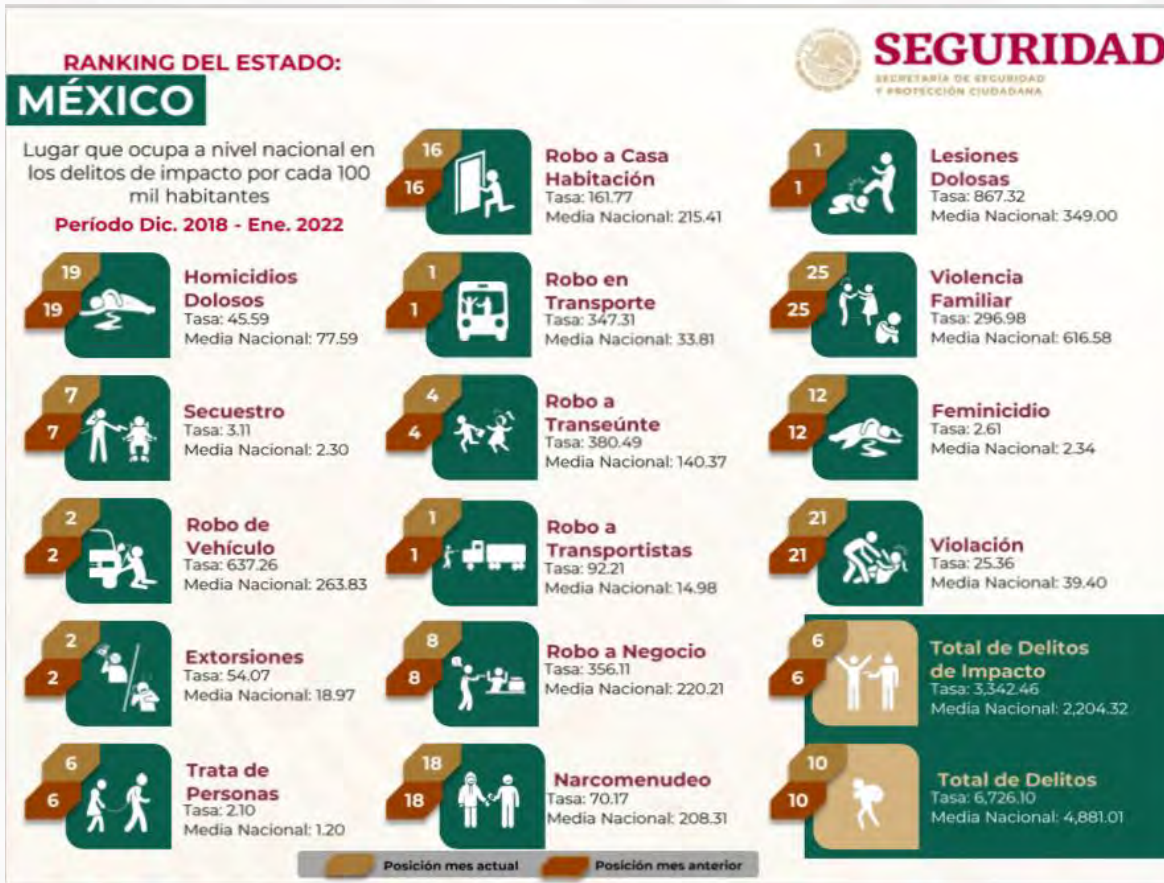 RANKING DEL ESTADO:
MÉXICO
Lugar que ocupa a nivel nacional en
los delitos de impacto por cada 100
mil habitantes
Período Dic. 2018 - Ene. 2022
SEGURIDAD
SECRETARÍA DE SEGURIDAD
Y PROTECCIÓN CIUDADANA
19
19
Homicidios
Dolosos
Tasa: 45.59
Media Nacional: 77.59
7
7
Secuestro
Tasa: 3.11
Media Nacional: 2.30
2
2
Robo de
Vehículo
Tasa: 637.26
Media Nacional: 263.83
2
2
Extorsiones
Tasa: 54.07
Media Nacional: 18.97
6
6
Trata de
Personas
Tasa: 2.10
Media Nacional: 1.20
16
16
Robo a Casa
Habitación
Tasa: 161.77
Media Nacional: 215.41
1
1
Robo en
Transporte
Tasa: 347.31
Media Nacional: 33.81
4
4
Robo a
Transeúnte
Tasa: 380.49
Media Nacional: 140.37
1
1
Robo a
Transportistas
Tasa: 92.21
Media Nacional: 14.98
8
8
Robo a Negocio
Tasa: 356.11
Media Nacional: 220.21
18
18
Narcomenudeo
Tasa: 70.17
Media Nacional: 208.31
1
1
Lesiones
Dolosas
Tasa: 867.32
Media Nacional: 349.00
25
25
Violencia
Familiar
Tasa: 296.98
Media Nacional: 616.58
12
12
Feminicidio
Tasa: 2.61
Media Nacional: 2.34
21
21
Violación
Tasa: 25.36
Media Nacional: 39.40
6
6
Total de Delitos
de Impacto
Tasa: 3,342.46
Media Nacional: 2,204.32
10
10
Total de Delitos
Tasa: 6,726.10
Media Nacional: 4,881.01
Posición mes actual
Posición mes anterior